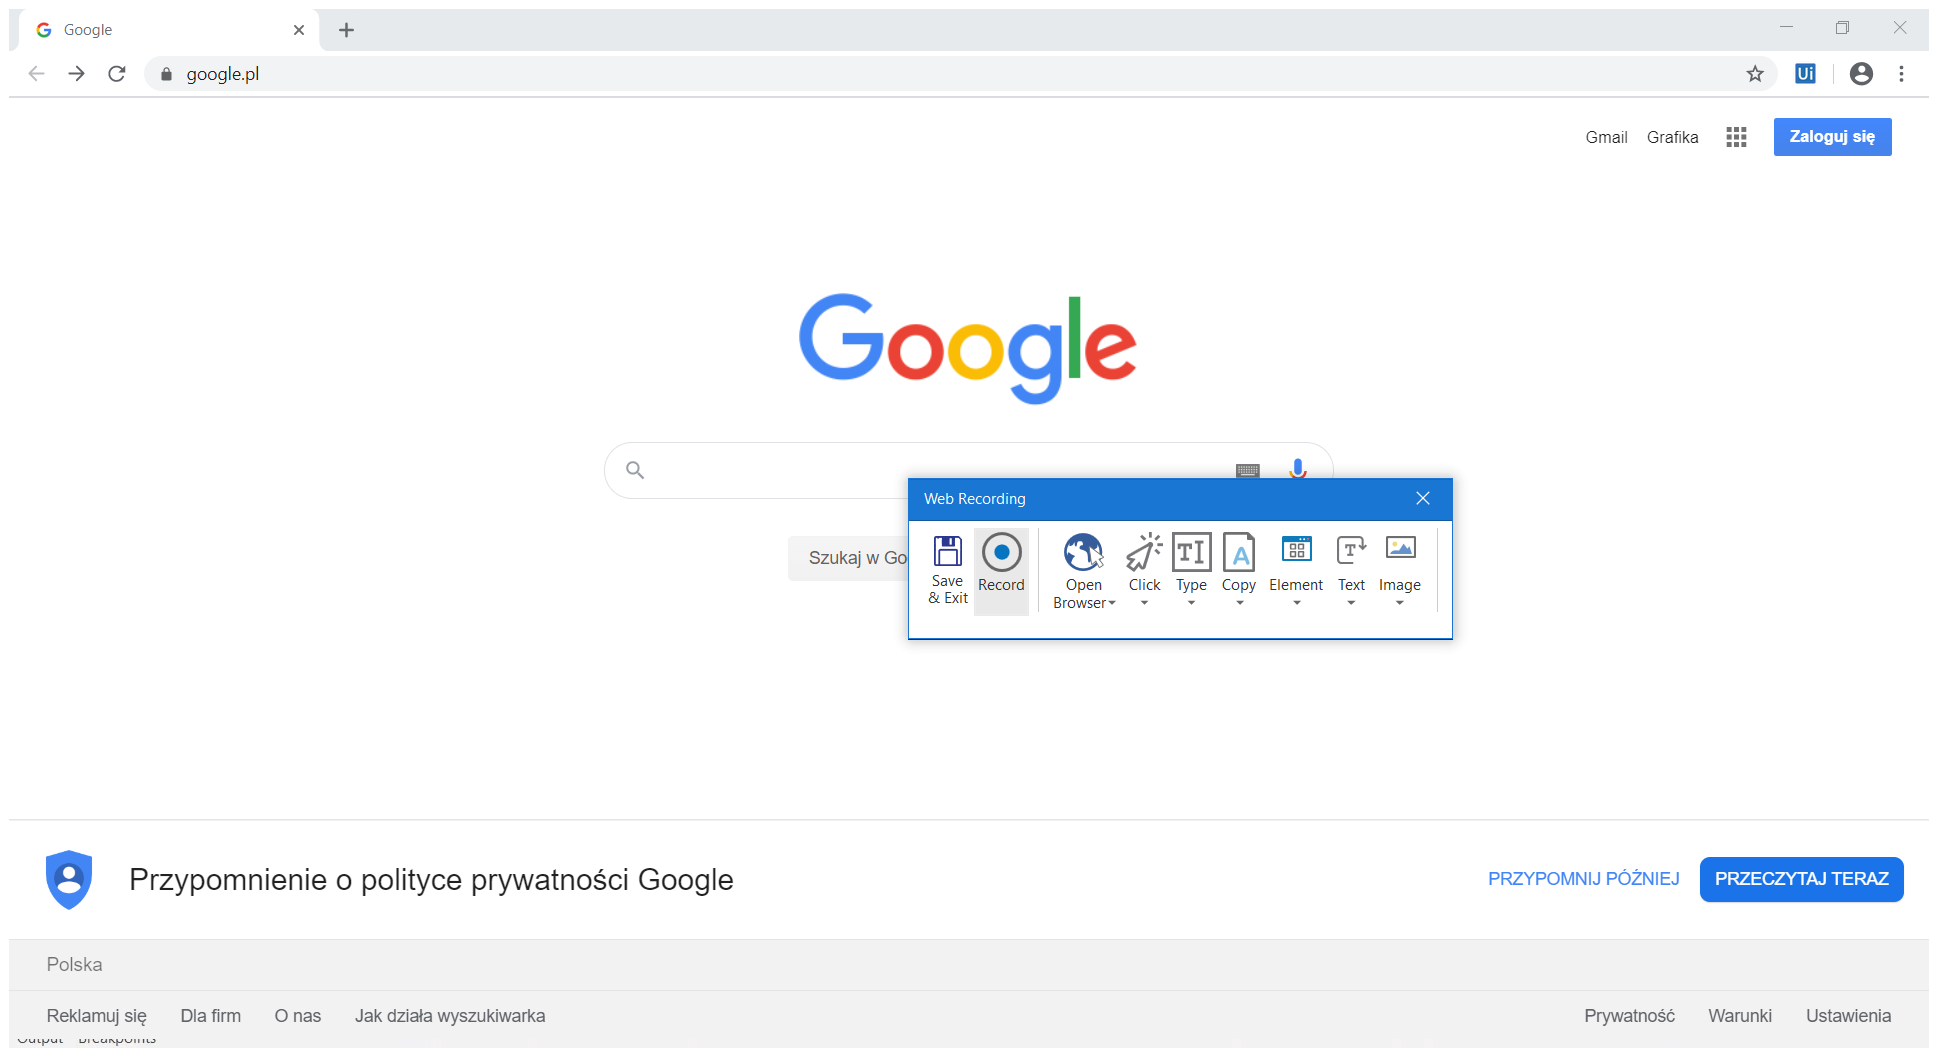 Google
google.pl
Ui
Gmail Grafika Zaloguj się
Google
Web Recording
Szukaj w Go
Save & Exit Record Open Browser Click Type Copy Element Text Image
Przypomnienie o polityce prywatności Google PRZYPOMNIJ PÓŹNIEJ PRZECZYTAJ TERAZ
Polska
Reklamuj się Dla firm O nas Jak działa wyszukiwarka Prywatność Warunki Ustawienia
Output Breakpoints